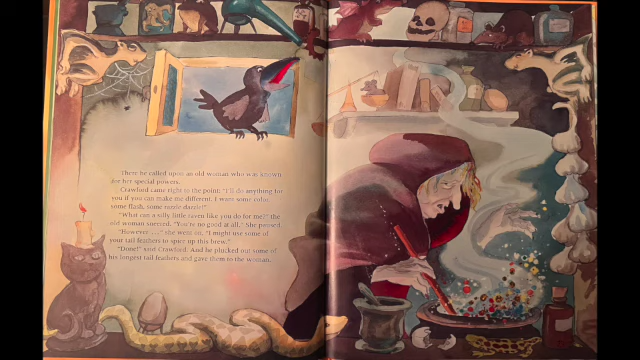 There he called upon an old woman who was known
for her special powers.
Crawford came right to the point: "I'll do anything for
you if you can make me different. I want some color,
some flash, some razzle dazzle!"
"What can a silly little raven like you do for me?" the
old woman sneered. "You're no good at all." She paused.
"However . . ." she went on, "I might use some of
your tail feathers to spice up this brew."
"Done!" said Crawford. And he plucked out some of
his longest tail feathers and gave them to the woman.